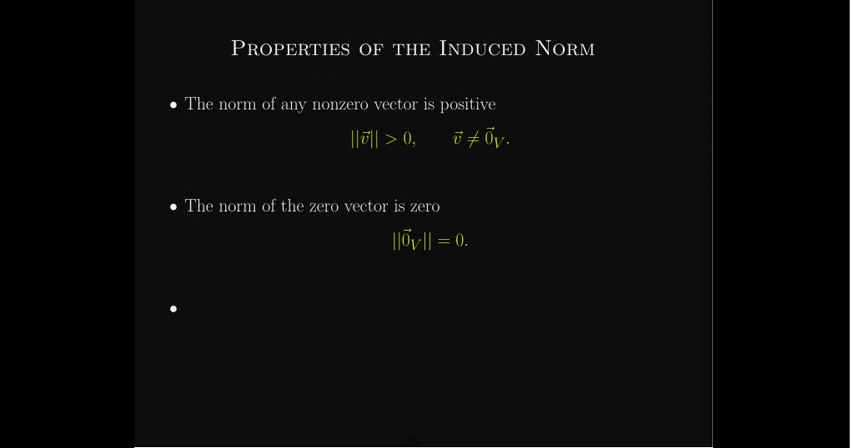 Properties of the Induced Norm
• The norm of any nonzero vector is positive
||v⃗|| > 0, v⃗ ≠ 0⃗_V.
• The norm of the zero vector is zero
||0⃗_V|| = 0.
•